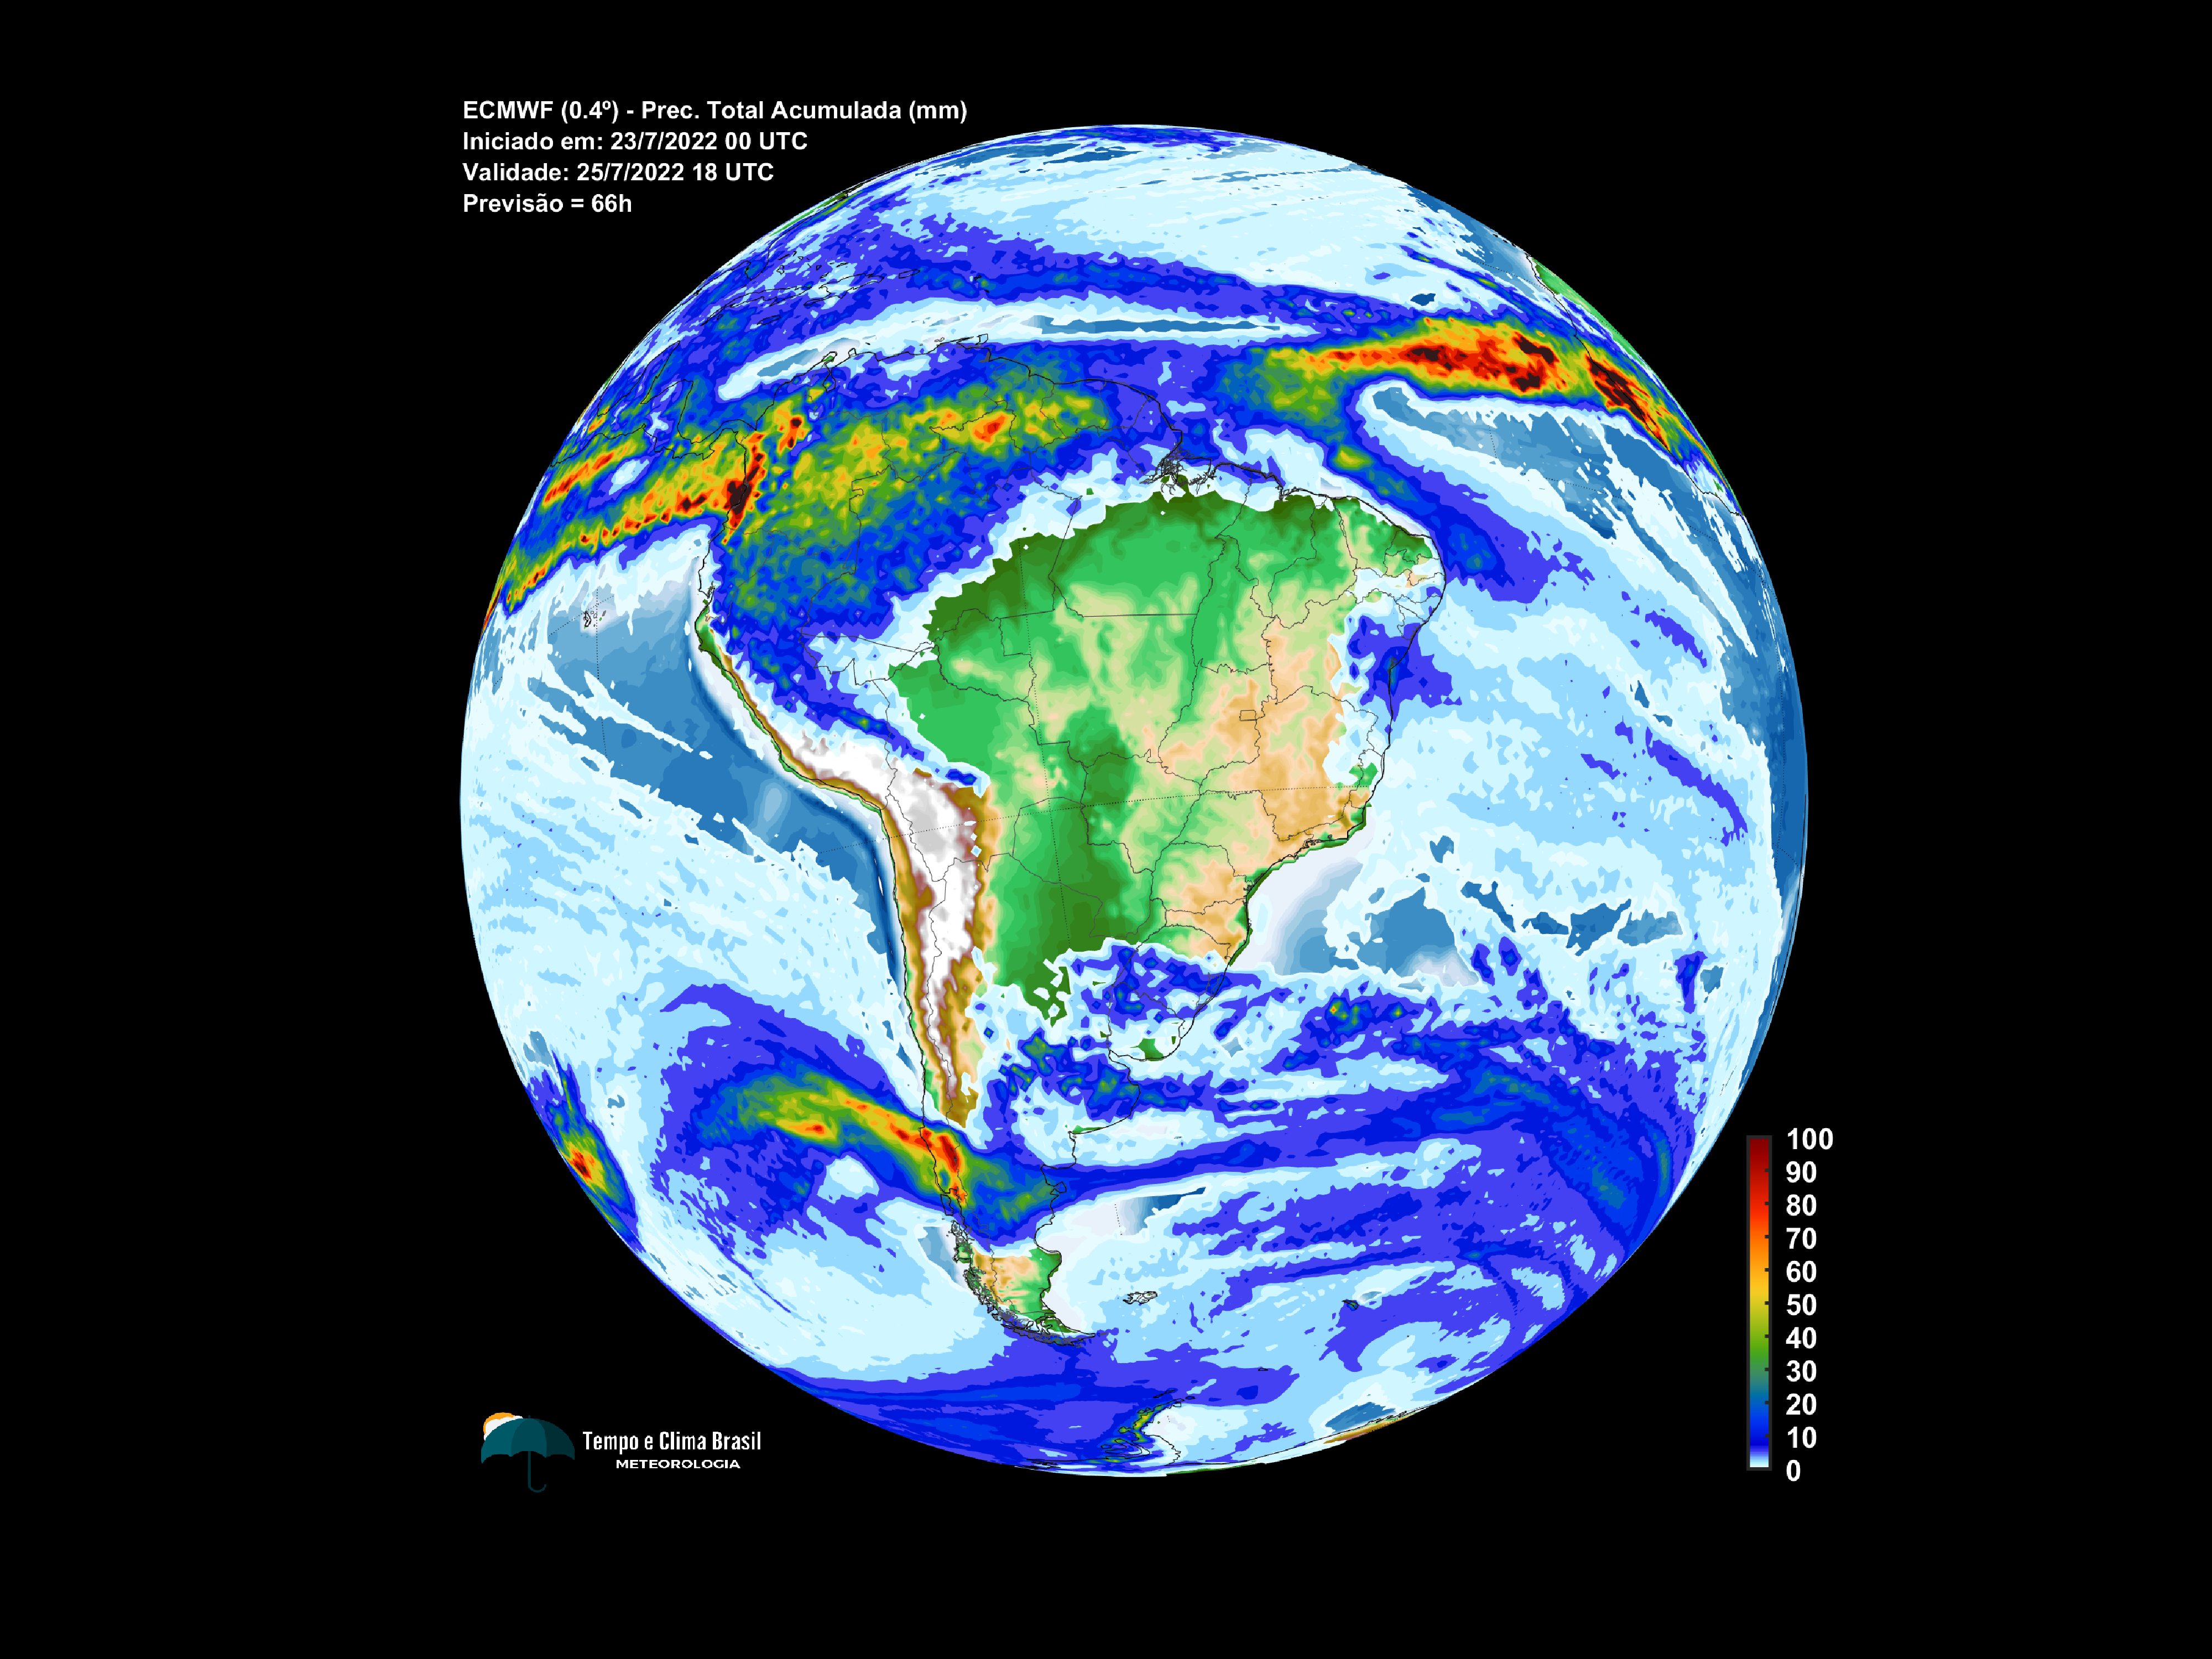 ECMWF (0.4º) - Prec. Total Acumulada (mm)
Iniciado em: 23/7/2022 00 UTC
Validade: 25/7/2022 18 UTC
Previsão = 66h
100
90
80
70
60
50
40
30
20
10
0
Tempo e Clima Brasil
METEOROLOGIA